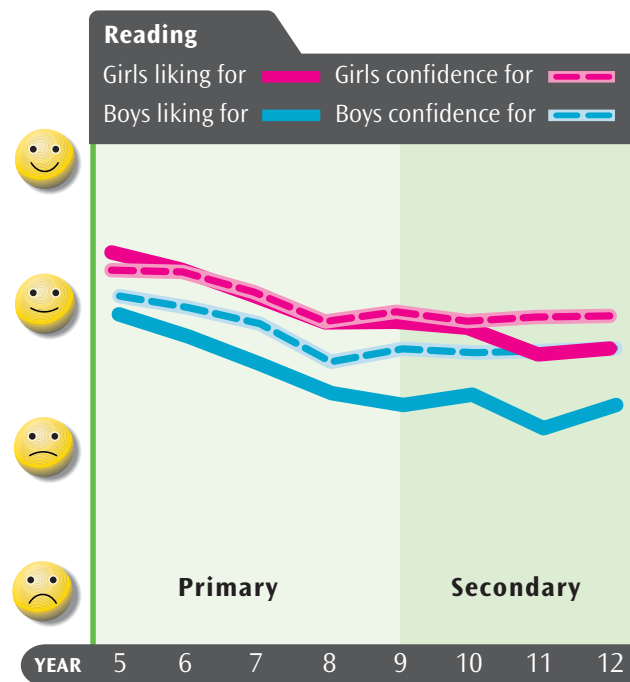 Reading
Girls liking for Girls confidence for
Boys liking for Boys confidence for
Primary Secondary
YEAR 5 6 7 8 9 10 11 12